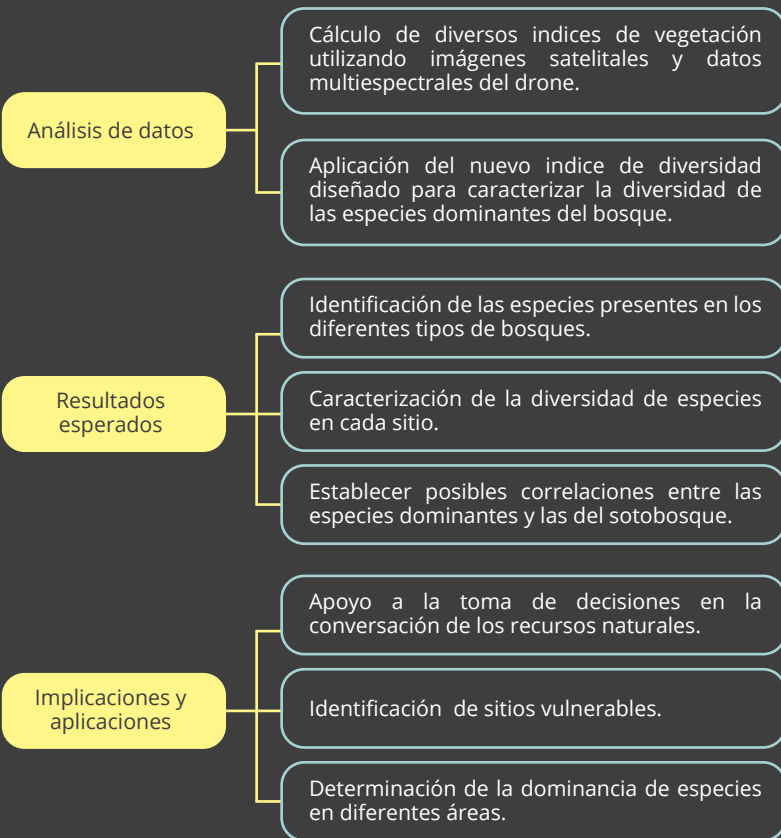 Análisis de datos
Cálculo de diversos indices de vegetación
utilizando imágenes satelitales y datos
multiespectrales del drone.
Aplicación del nuevo indice de diversidad
diseñado para caracterizar la diversidad de
las especies dominantes del bosque.
Resultados
esperados
Identificación de las especies presentes en los
diferentes tipos de bosques.
Caracterización de la diversidad de especies
en cada sitio.
Establecer posibles correlaciones entre las
especies dominantes y las del sotobosque.
Implicaciones y
aplicaciones
Apoyo a la toma de decisiones en la
conversación de los recursos naturales.
Identificación de sitios vulnerables.
Determinación de la dominancia de especies
en diferentes áreas.